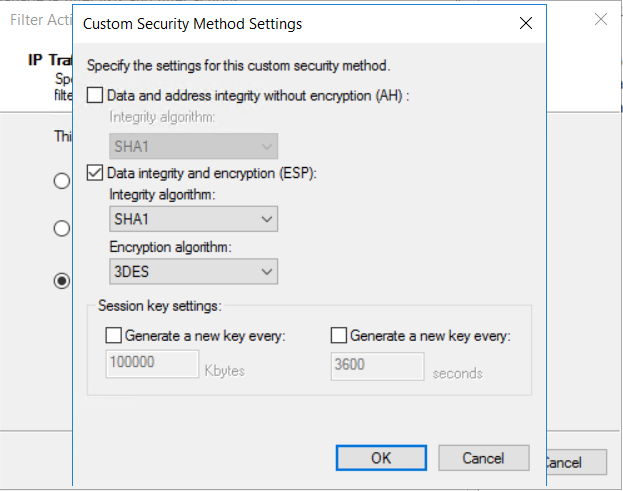 Filter Acti
Custom Security Method Settings
IP Tra
Sp
filte
Specify the settings for this custom security method.
Data and address integrity without encryption (AH) :
Integrity algorithm:
SHA1
Thi
Data integrity and encryption (ESP):
Integrity algorithm:
SHA1
Encryption algorithm:
3DES
Session key settings:
Generate a new key every:
100000
Kbytes
Generate a new key every:
3600
seconds
OK
Cancel
Cancel